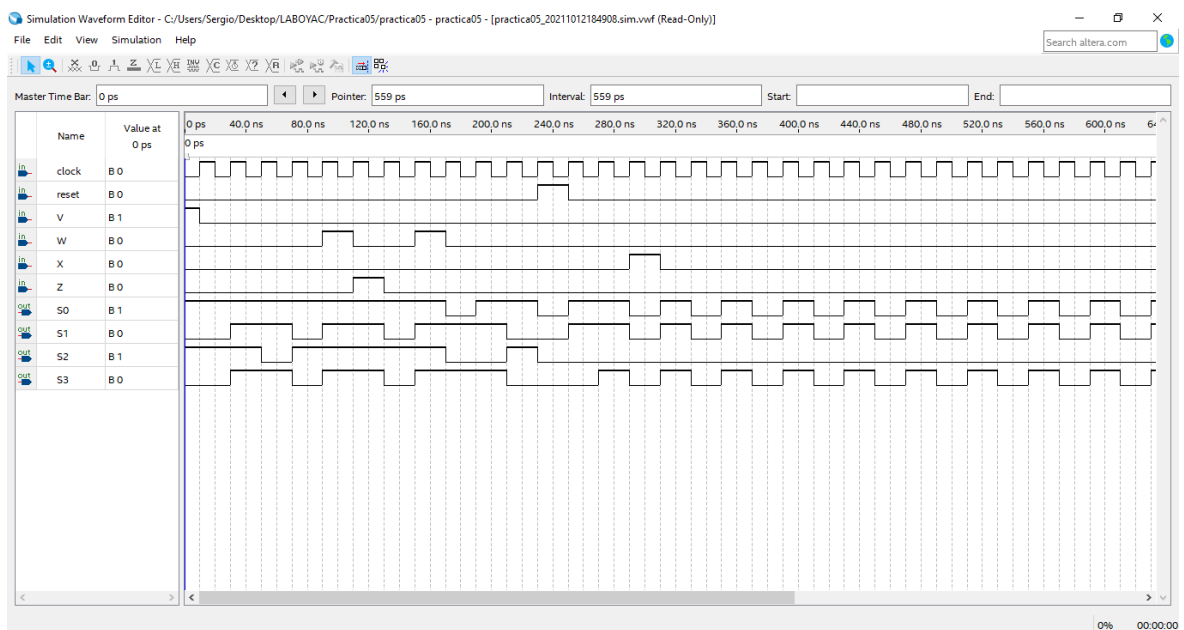 Simulation Waveform Editor - C:/Users/Sergio/Desktop/LABOYAC/Practica05/practica05 - practica05 - [practica05_20211012184908.sim.vwf (Read-Only)]
File Edit View Simulation Help
Search altera.com
Master Time Bar: 0 ps Pointer: 559 ps Interval: 559 ps Start: End:
Name Value at 0 ps
0 ps 40.0 ns 80.0 ns 120.0 ns 160.0 ns 200.0 ns 240.0 ns 280.0 ns 320.0 ns 360.0 ns 400.0 ns 440.0 ns 480.0 ns 520.0 ns 560.0 ns 600.0 ns
0 ps
in clock B 0
in reset B 0
in V B 1
in W B 0
in X B 0
in Z B 0
out S0 B 1
out S1 B 0
out S2 B 1
out S3 B 0
0% 00:00:00